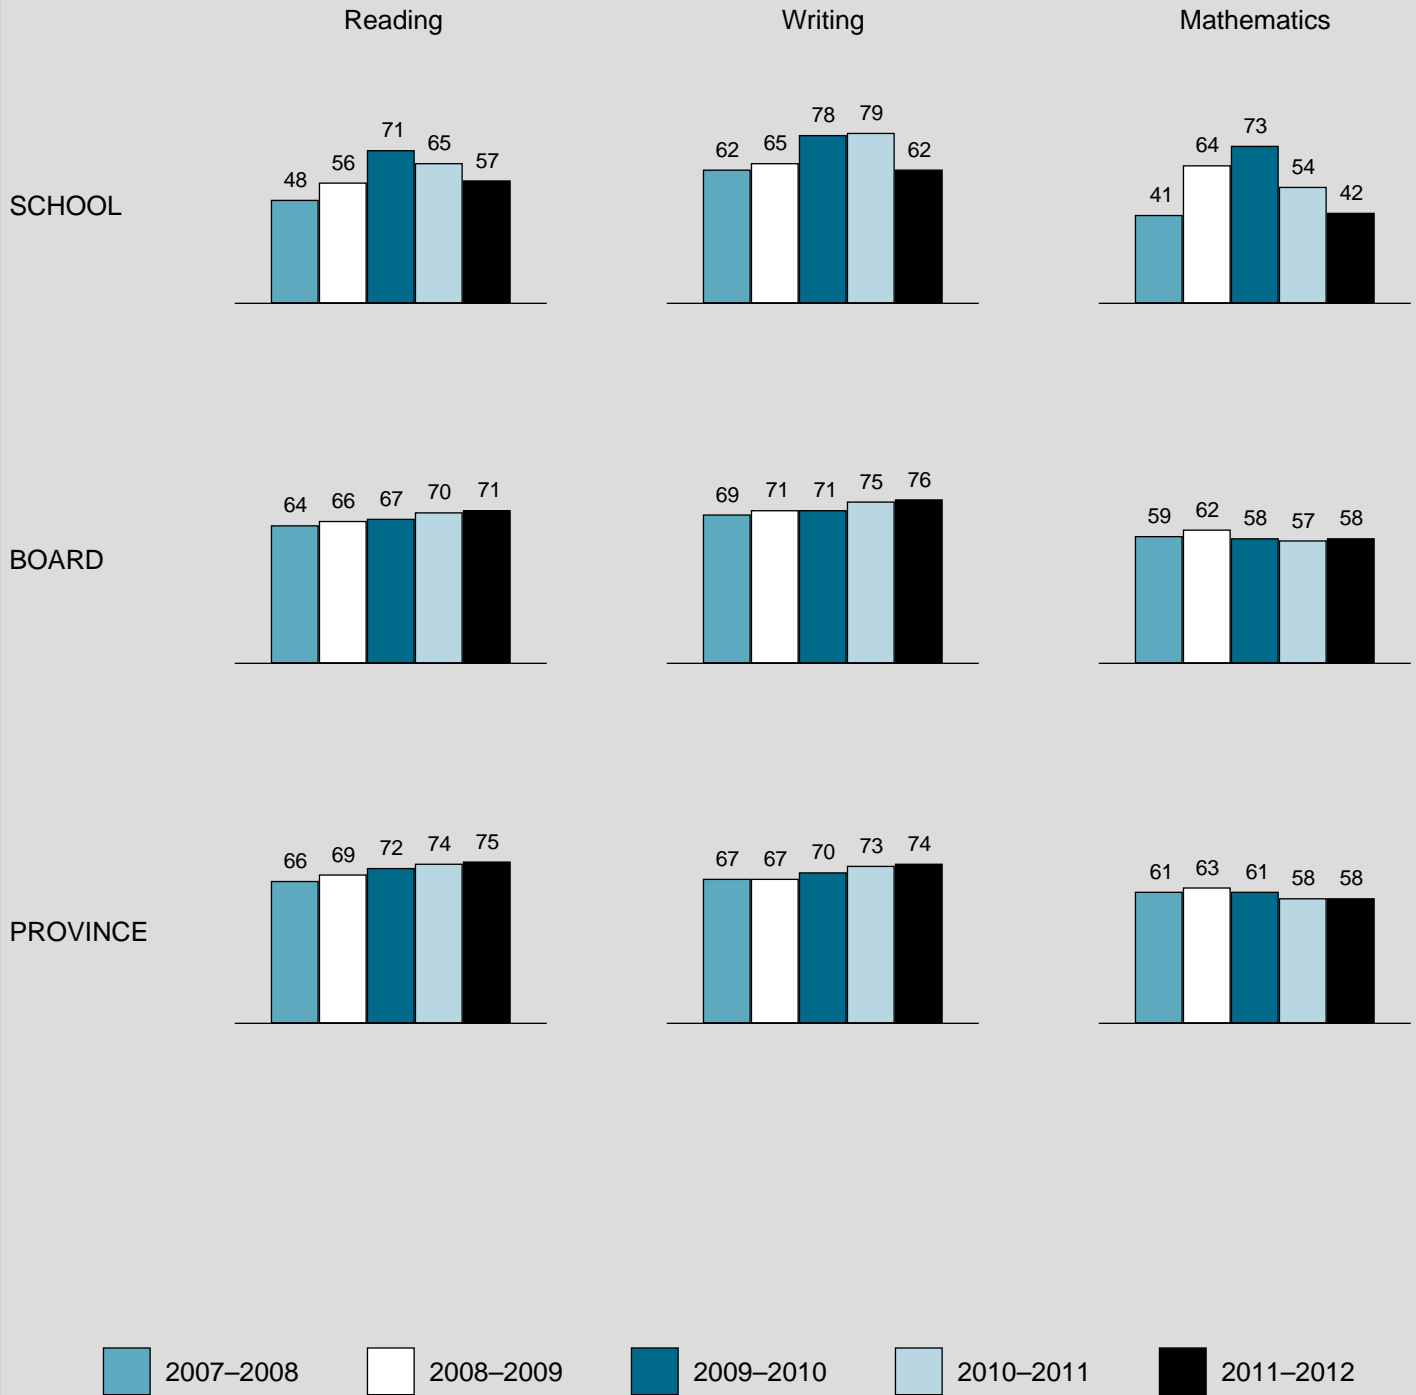 Reading Writing Mathematics
SCHOOL
48 56 71 65 57
62 65 78 79 62
41 64 73 54 42
BOARD
64 66 67 70 71
69 71 71 75 76
59 62 58 57 58
PROVINCE
66 69 72 74 75
67 67 70 73 74
61 63 61 58 58
2007–2008 2008–2009 2009–2010 2010–2011 2011–2012